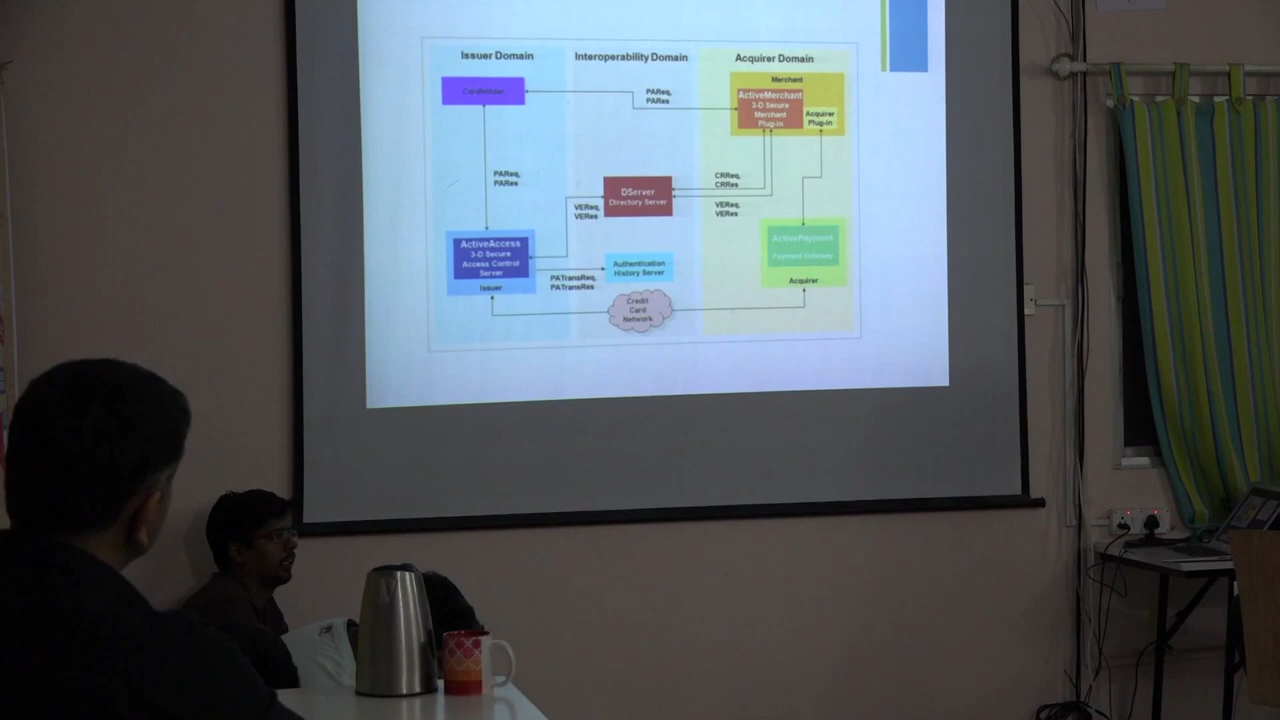 Issuer Domain
Interoperability Domain
Acquirer Domain
Cardholder
PAReq,
PARes
Merchant
ActiveMerchant
3-D Secure
Merchant
Plug-in
Acquirer
Plug-in
PAReq,
PARes
DServer
Directory Server
CRReq,
CRRes
VEReq,
VERes
VEReq,
VERes
ActiveAccess
3-D Secure
Access Control
Server
Issuer
PATransReq,
PATransRes
Authentication
History Server
ActivePayment
Payment Gateway
Acquirer
Credit
Card
Network